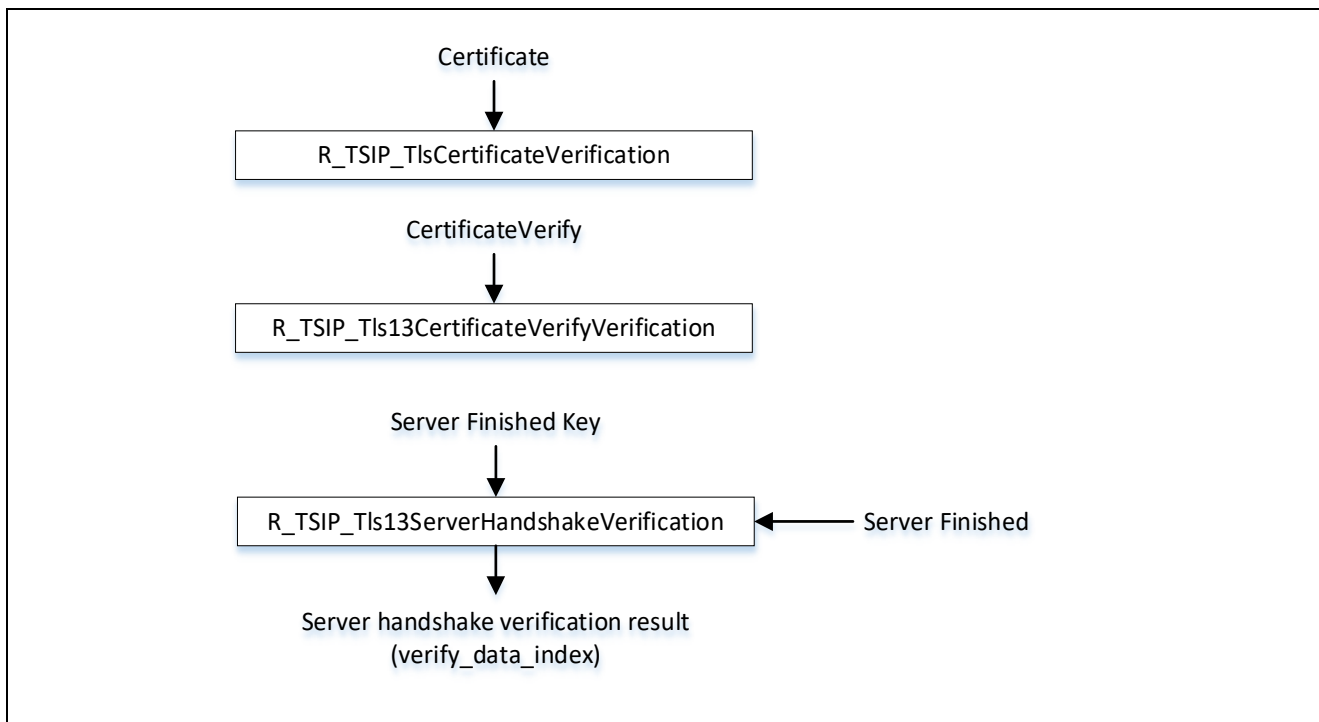 Certificate
R_TSIP_TlsCertificateVerification
CertificateVerify
R_TSIP_Tls13CertificateVerifyVerification
Server Finished Key
R_TSIP_Tls13ServerHandshakeVerification
Server Finished
Server handshake verification result
(verify_data_index)